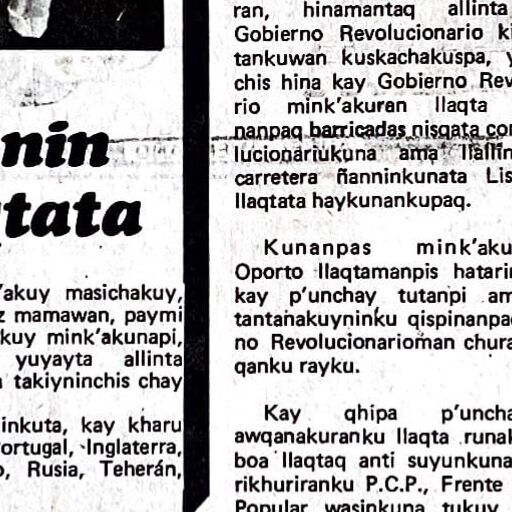 nin
tata
'akuy masichakuy,
z mamawan, paymi
kuy mink'akunapi,
yuyayta allinta
takiyninchis chay
inkuta, kay kharu
ortugal, Inglaterra,
o, Rusia, Teherán,
ran, hinamantaq allinta
Gobierno Revolucionario ki
tankuwan kuskachakuspa, y
chis hina kay Gobierno Rev
rio mink'akuran llaqta
nanpaq barricadas nisqata con
lucionariukuna ama llallin
carretera ñanninkunata Lis
llaqtata haykunankupaq.
Kunanpas mink'aku
Oporto llaqtamanpis hatarin
kay p'unchay tutanpi am
tantanakuyninku qispinanpaq
no Revolucionarioman chura
qanku rayku.
Kay qhipa p'uncha
awqanakuranku llaqta runak
boa llaqtaq anti suyunkuna
rikhuriranku P.C.P., Frente
Popular wasinkuna tukuy